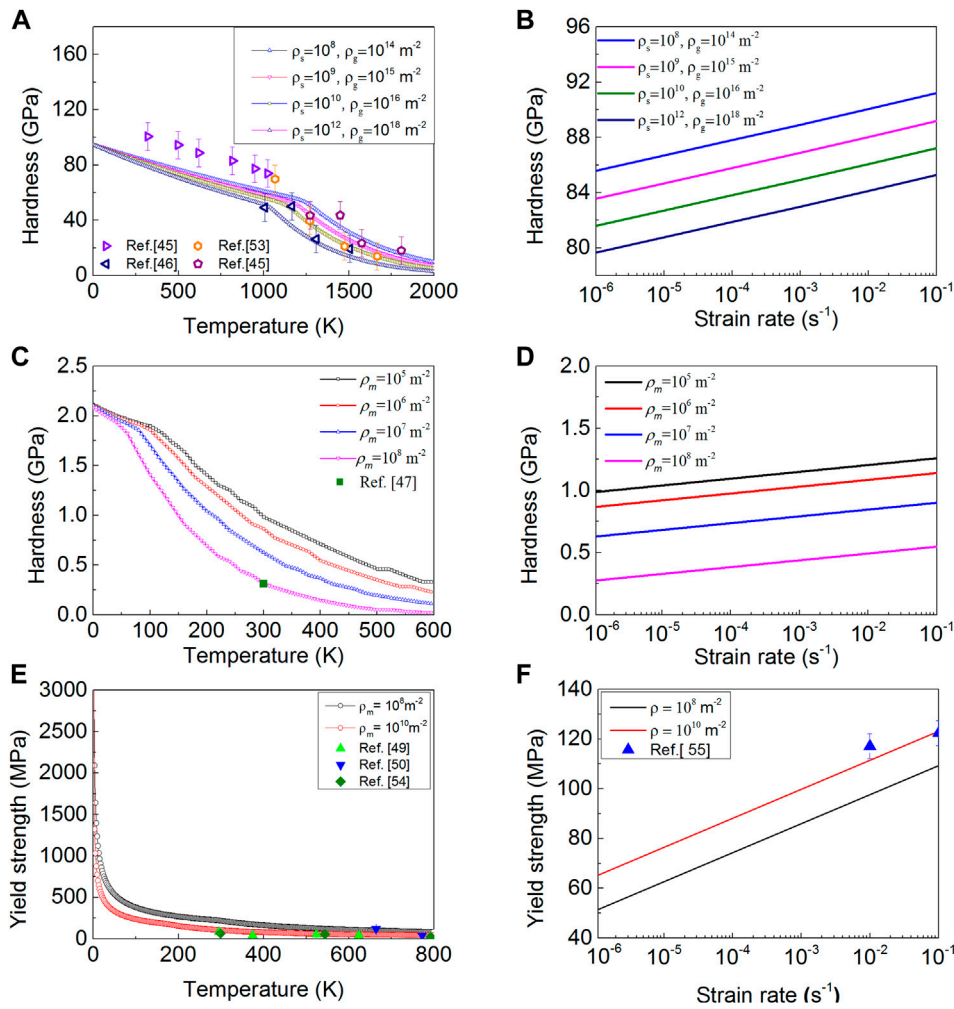 A
160
120
80
40
0
Hardness (GPa)
ρs=10^8, ρg=10^14 m^-2
ρs=10^9, ρg=10^15 m^-2
ρs=10^10, ρg=10^16 m^-2
ρs=10^12, ρg=10^18 m^-2
Ref.[45] Ref.[53]
Ref.[46] Ref.[45]
0 500 1000 1500 2000
Temperature (K)
B
96
92
88
84
80
Hardness (GPa)
ρs=10^8, ρg=10^14 m^-2
ρs=10^9, ρg=10^15 m^-2
ρs=10^10, ρg=10^16 m^-2
ρs=10^12, ρg=10^18 m^-2
10^-6 10^-5 10^-4 10^-3 10^-2 10^-1
Strain rate (s^-1)
C
2.5
2.0
1.5
1.0
0.5
0.0
Hardness (GPa)
ρm=10^5 m^-2
ρm=10^6 m^-2
ρm=10^7 m^-2
ρm=10^8 m^-2
Ref. [47]
0 100 200 300 400 500 600
Temperature (K)
D
2.0
1.5
1.0
0.5
0.0
Hardness (GPa)
ρm=10^5 m^-2
ρm=10^6 m^-2
ρm=10^7 m^-2
ρm=10^8 m^-2
10^-6 10^-5 10^-4 10^-3 10^-2 10^-1
Strain rate (s^-1)
E
3000
2500
2000
1500
1000
500
0
Yield strength (MPa)
ρm= 10^8m^-2
ρm= 10^10m^-2
Ref. [49]
Ref. [50]
Ref. [54]
0 200 400 600 800
Temperature (K)
F
140
120
100
80
60
40
Yield strength (MPa)
ρ = 10^8 m^-2
ρ = 10^10 m^-2
Ref.[ 55]
10^-6 10^-5 10^-4 10^-3 10^-2 10^-1
Strain rate (s^-1)